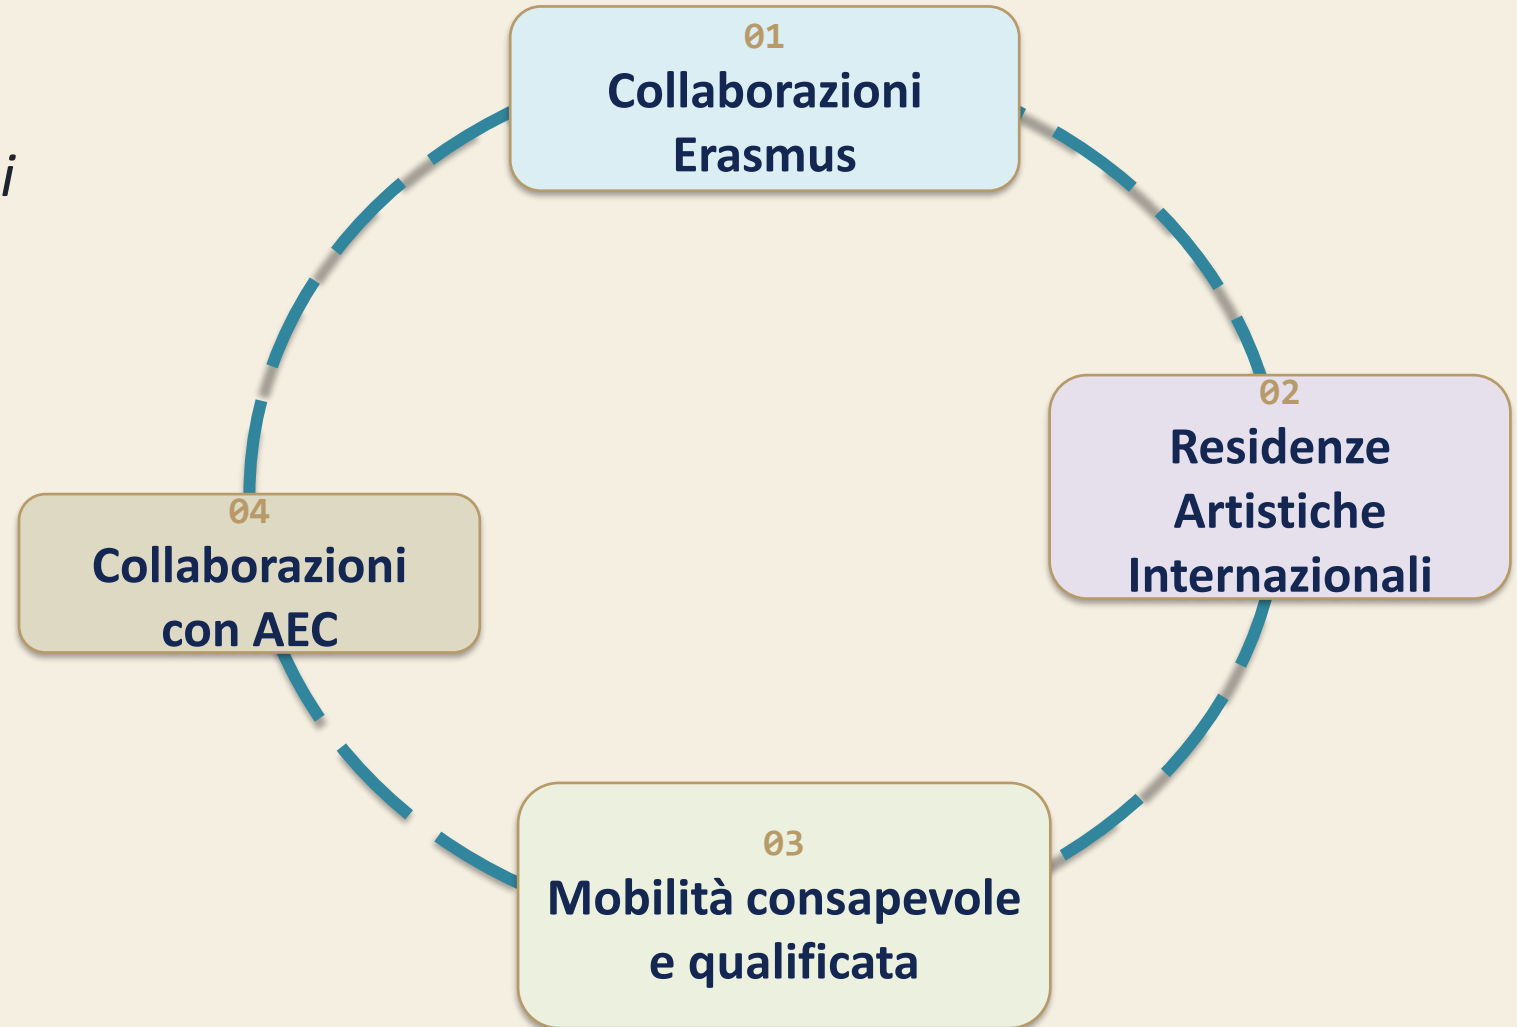 01
Collaborazioni
Erasmus
i
02
Residenze
Artistiche
Internazionali
04
Collaborazioni
con AEC
03
Mobilità consapevole
e qualificata